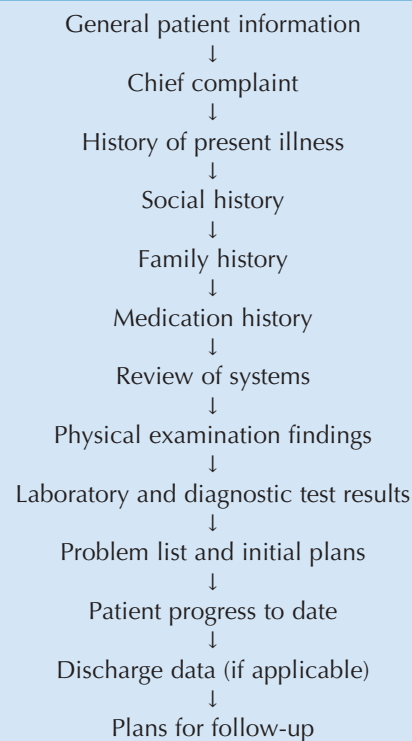 General patient information
↓
Chief complaint
↓
History of present illness
↓
Social history
↓
Family history
↓
Medication history
↓
Review of systems
↓
Physical examination findings
↓
Laboratory and diagnostic test results
↓
Problem list and initial plans
↓
Patient progress to date
↓
Discharge data (if applicable)
↓
Plans for follow-up